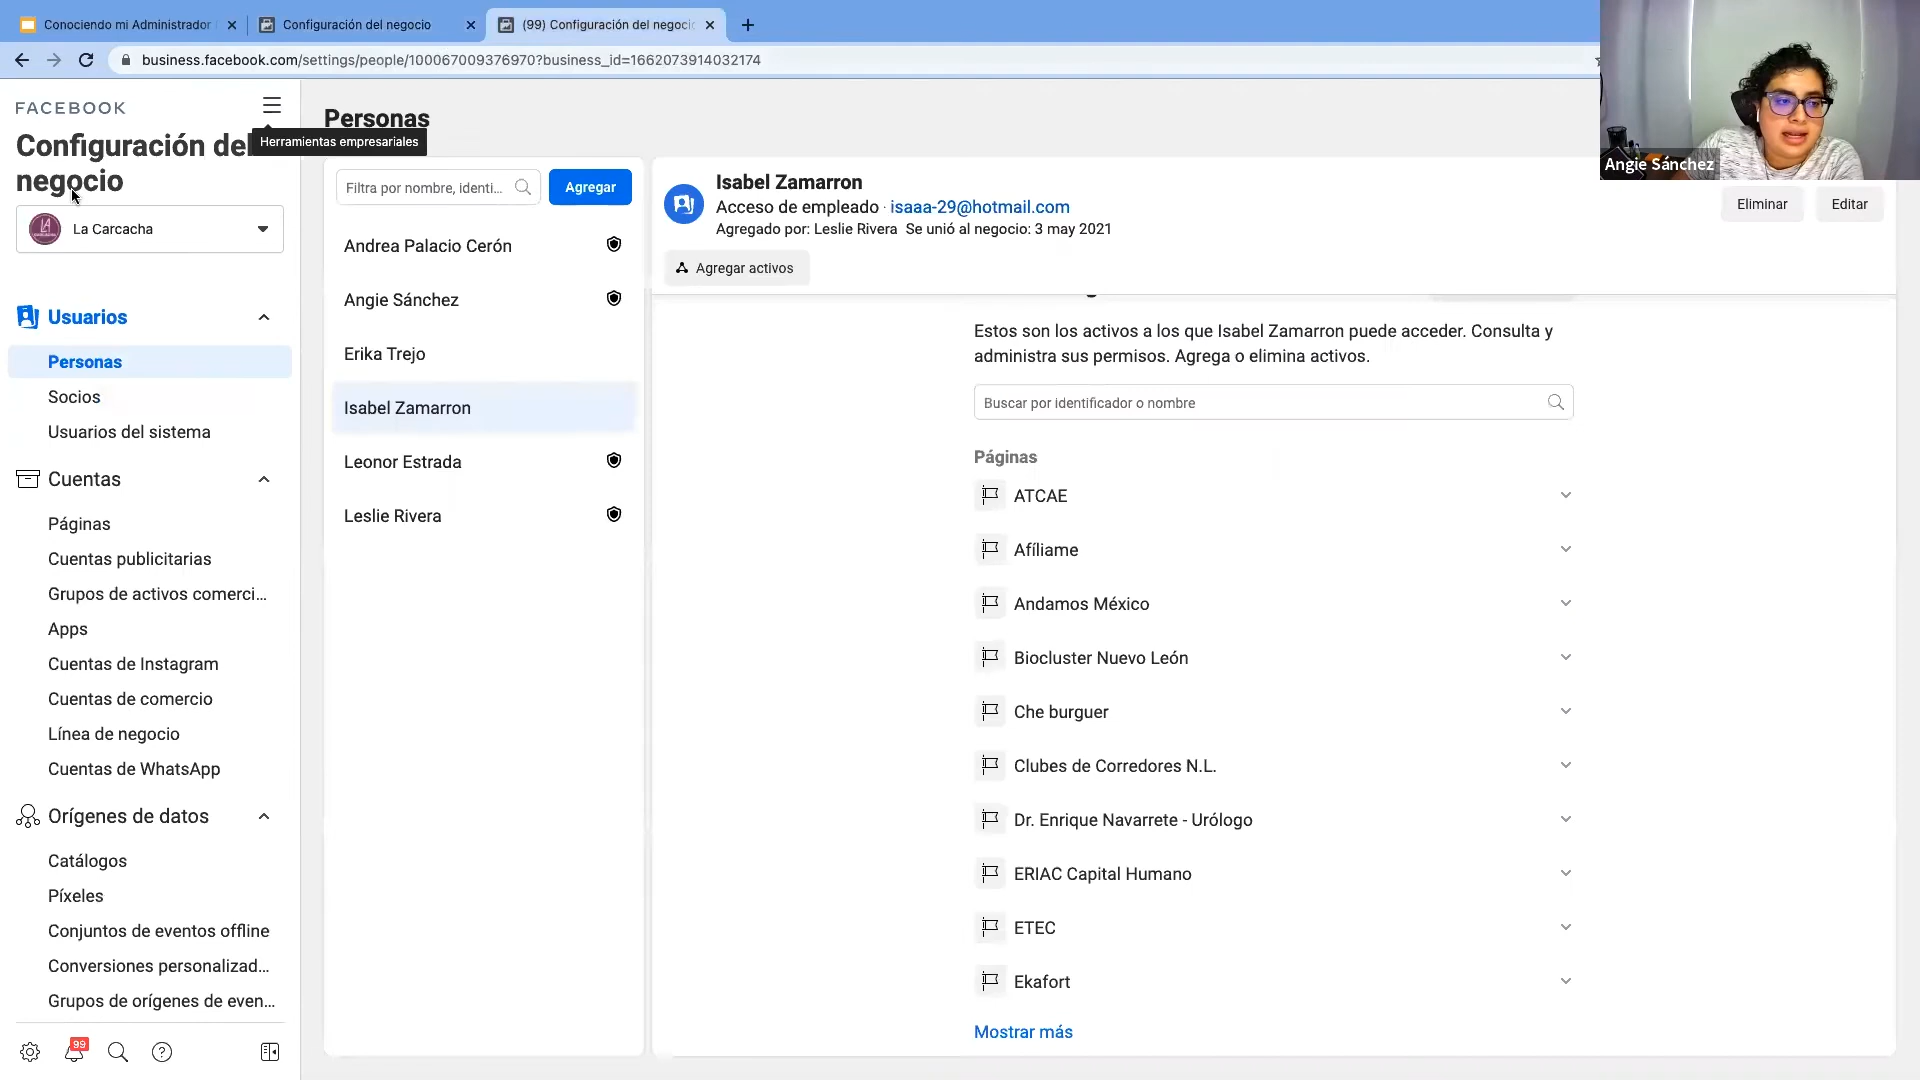 Conociendo mi Administrador
Configuración del negocio
(99) Configuración del negoci
business.facebook.com/settings/people/100067009376970?business_id=1662073914032174
FACEBOOK
Configuración del
negocio
Herramientas empresariales
La Carcacha
Usuarios
Personas
Socios
Usuarios del sistema
Cuentas
Páginas
Cuentas publicitarias
Grupos de activos comerci...
Apps
Cuentas de Instagram
Cuentas de comercio
Línea de negocio
Cuentas de WhatsApp
Orígenes de datos
Catálogos
Píxeles
Conjuntos de eventos offline
Conversiones personalizad...
Grupos de orígenes de even...
99
Personas
Filtra por nombre, identi...
Agregar
Andrea Palacio Cerón
Angie Sánchez
Erika Trejo
Isabel Zamarron
Leonor Estrada
Leslie Rivera
Isabel Zamarron
Acceso de empleado · isaaa-29@hotmail.com
Agregado por: Leslie Rivera Se unió al negocio: 3 may 2021
Eliminar
Editar
Agregar activos
Estos son los activos a los que Isabel Zamarron puede acceder. Consulta y
administra sus permisos. Agrega o elimina activos.
Buscar por identificador o nombre
Páginas
ATCAE
Afíliame
Andamos México
Biocluster Nuevo León
Che burguer
Clubes de Corredores N.L.
Dr. Enrique Navarrete - Urólogo
ERIAC Capital Humano
ETEC
Ekafort
Mostrar más
Angie Sánchez